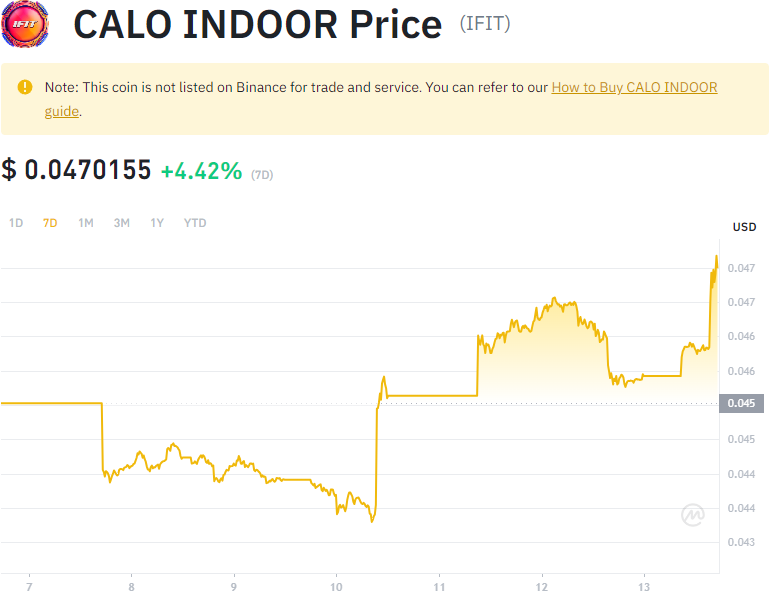 IFIT
CALO INDOOR Price (IFIT)
Note: This coin is not listed on Binance for trade and service. You can refer to our How to Buy CALO INDOOR
guide.
$ 0.0470155 +4.42% (7D)
1D 7D 1M 3M 1Y YTD
USD
0.047
0.047
0.046
0.046
0.045
0.045
0.044
0.044
0.043
7 8 9 10 11 12 13